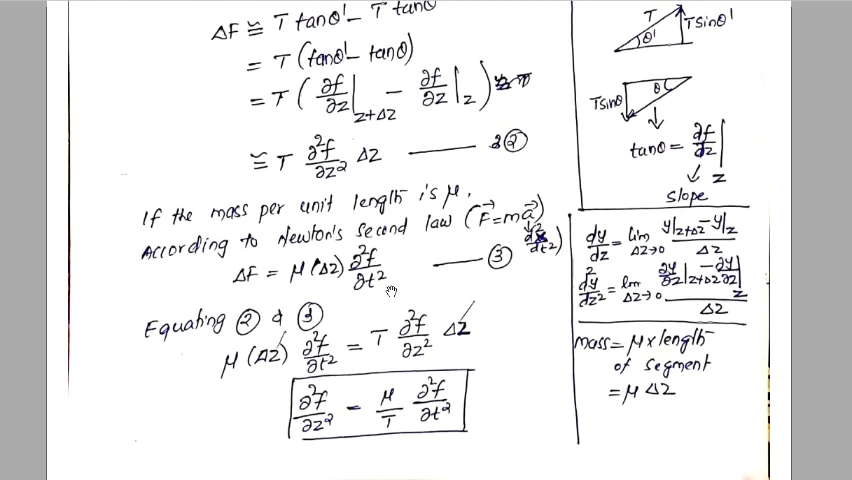 ΔF ≅ T tanθ' - T tanθ
= T (tanθ' - tanθ)
= T ( ∂f/∂z |z+Δz - ∂f/∂z |z )
≅ T ∂²f/∂z² Δz —— ②
If the mass per unit length is μ,
According to Newton's second law (F⃗ = ma⃗)
ΔF = μ(Δz) ∂²f/∂t² —— ③
Equating ② & ③
μ(Δz) ∂²f/∂t² = T ∂²f/∂z² Δz
∂²f/∂z² = μ/T ∂²f/∂t²
T
Tsinθ'
θ'
θ
Tsinθ
tanθ = ∂f/∂z |z
slope
dy/dz = lim Δz→0 y|z+Δz - y|z / Δz
d²y/dz² = lim Δz→0 ∂y/∂z|z+Δz - ∂y/∂z|z / Δz
mass = μ x length
of segment
= μ Δz